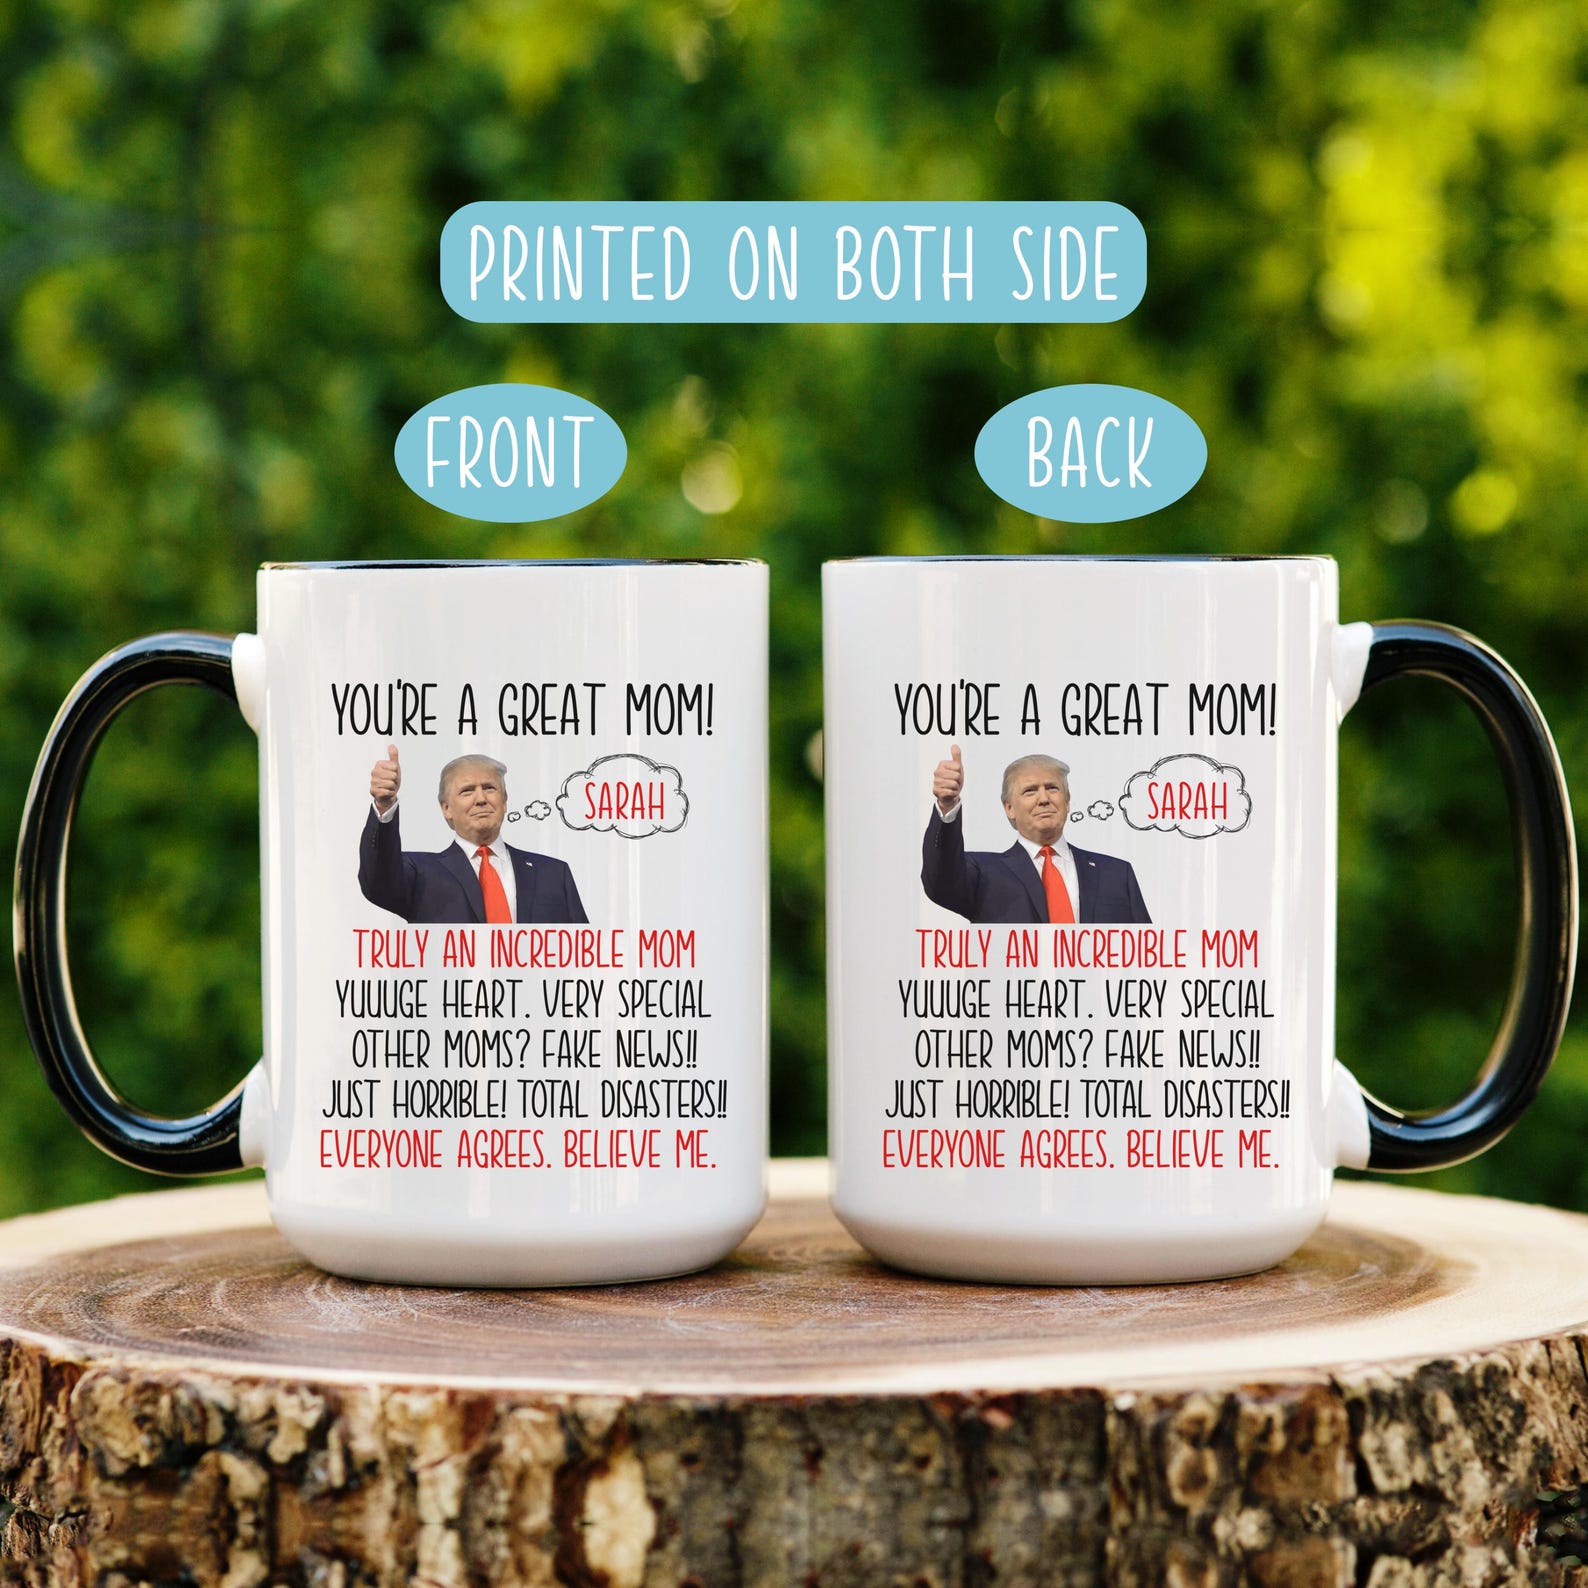 PRINTED ON BOTH SIDE
FRONT
BACK
YOU'RE A GREAT MOM!
SARAH
TRULY AN INCREDIBLE MOM
YUUUGE HEART. VERY SPECIAL
OTHER MOMS? FAKE NEWS!!
JUST HORRIBLE! TOTAL DISASTERS!!
EVERYONE AGREES. BELIEVE ME.
YOU'RE A GREAT MOM!
SARAH
TRULY AN INCREDIBLE MOM
YUUUGE HEART. VERY SPECIAL
OTHER MOMS? FAKE NEWS!!
JUST HORRIBLE! TOTAL DISASTERS!!
EVERYONE AGREES. BELIEVE ME.